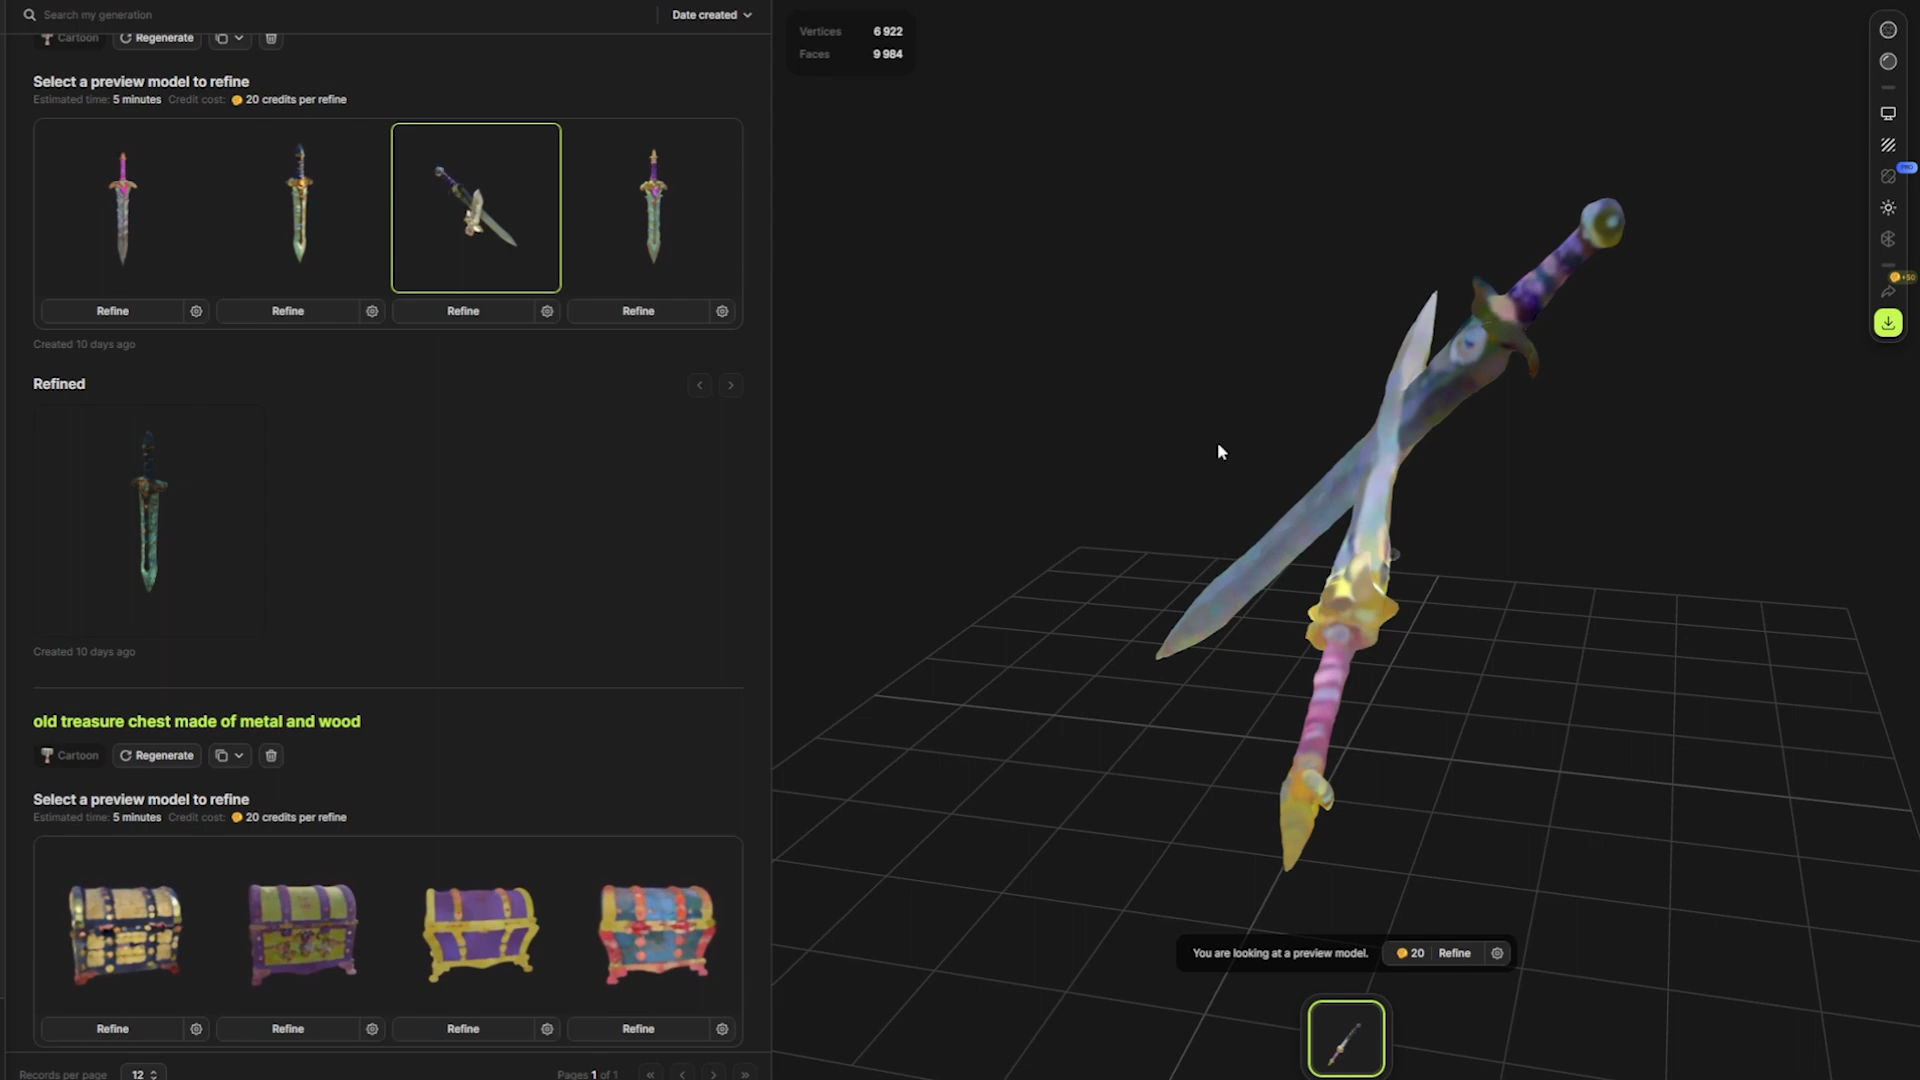 Search my generation
Date created
Cartoon Regenerate
Select a preview model to refine
Estimated time: 5 minutes Credit cost: 20 credits per refine
Refine Refine Refine Refine
Created 10 days ago
Refined
Created 10 days ago
old treasure chest made of metal and wood
Cartoon Regenerate
Select a preview model to refine
Estimated time: 5 minutes Credit cost: 20 credits per refine
Refine Refine Refine Refine
Records per page 12 Pages 1 of 1
Vertices 6 922
Faces 9 984
PRO
+50
You are looking at a preview model. 20 Refine